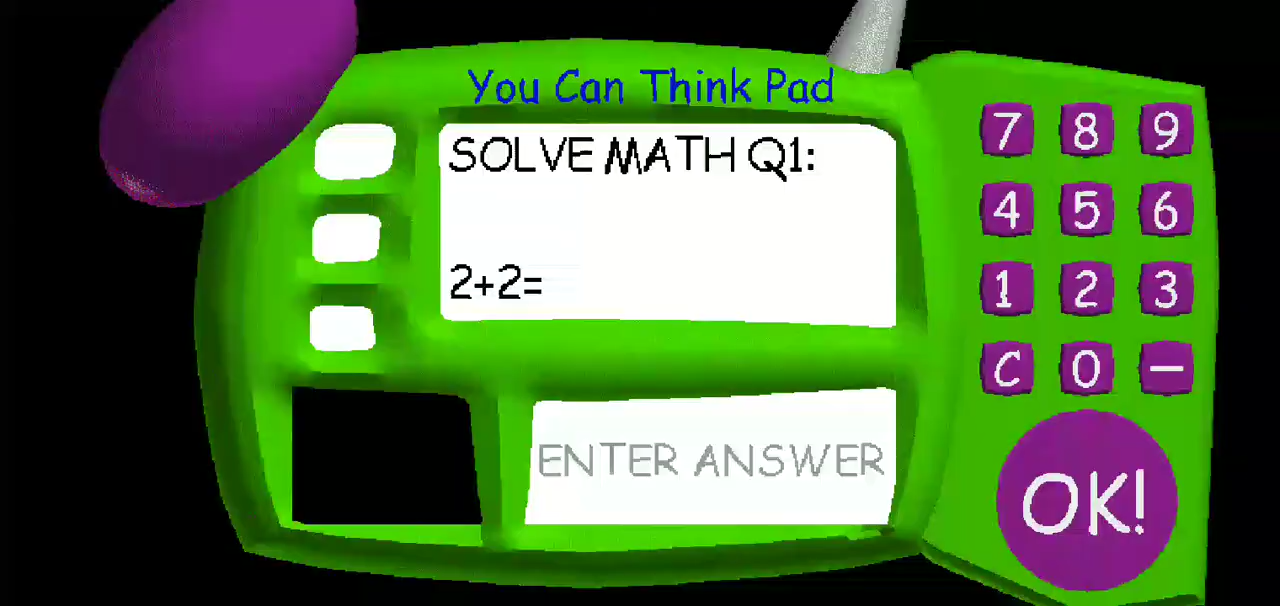 You Can Think Pad
SOLVE MATH Q1:
2+2=
ENTER ANSWER
7 8 9
4 5 6
1 2 3
C 0 —
OK!